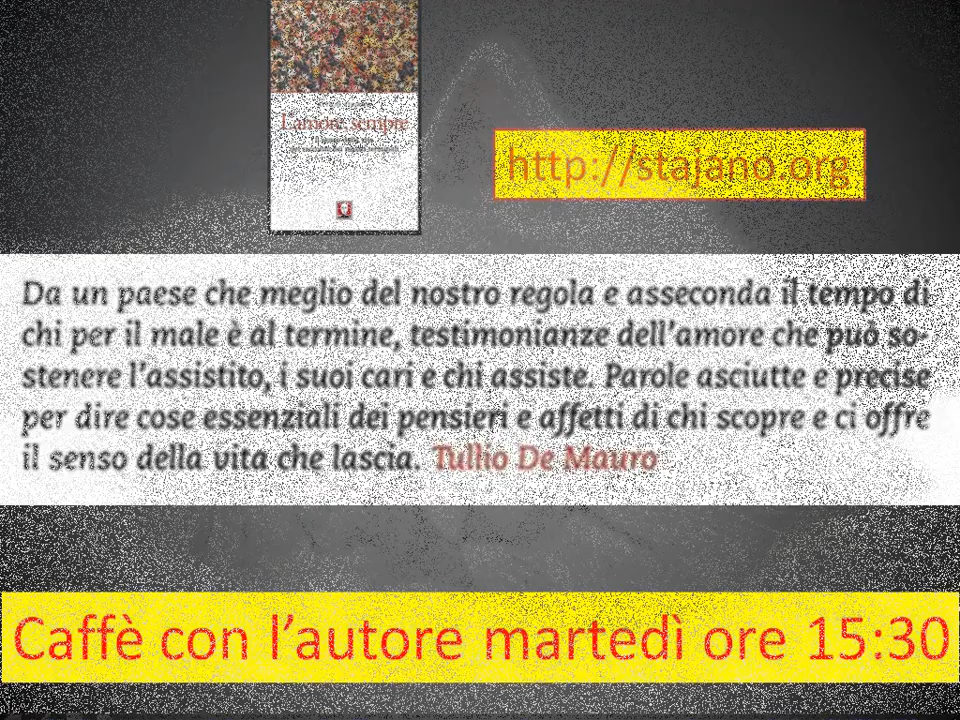 L'amore, sempre
http://stajano.org
Da un paese che meglio del nostro regola e asseconda il tempo di
chi per il male è al termine, testimonianze dell'amore che può so-
stenere l'assistito, i suoi cari e chi assiste. Parole asciutte e precise
per dire cose essenziali dei pensieri e affetti di chi scopre e ci offre
il senso della vita che lascia. Tullio De Mauro
Caffè con l'autore martedì ore 15:30